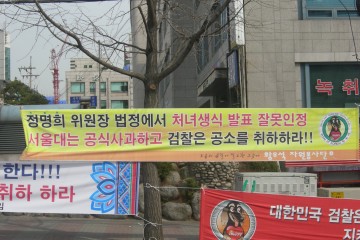 녹취
정명희 위원장 법정에서 처녀생식 발표 잘못인정
서울대는 공식사과하고 검찰은 공소를 취하하라!!
한다!!!
취하 하라
대한민국 검찰은